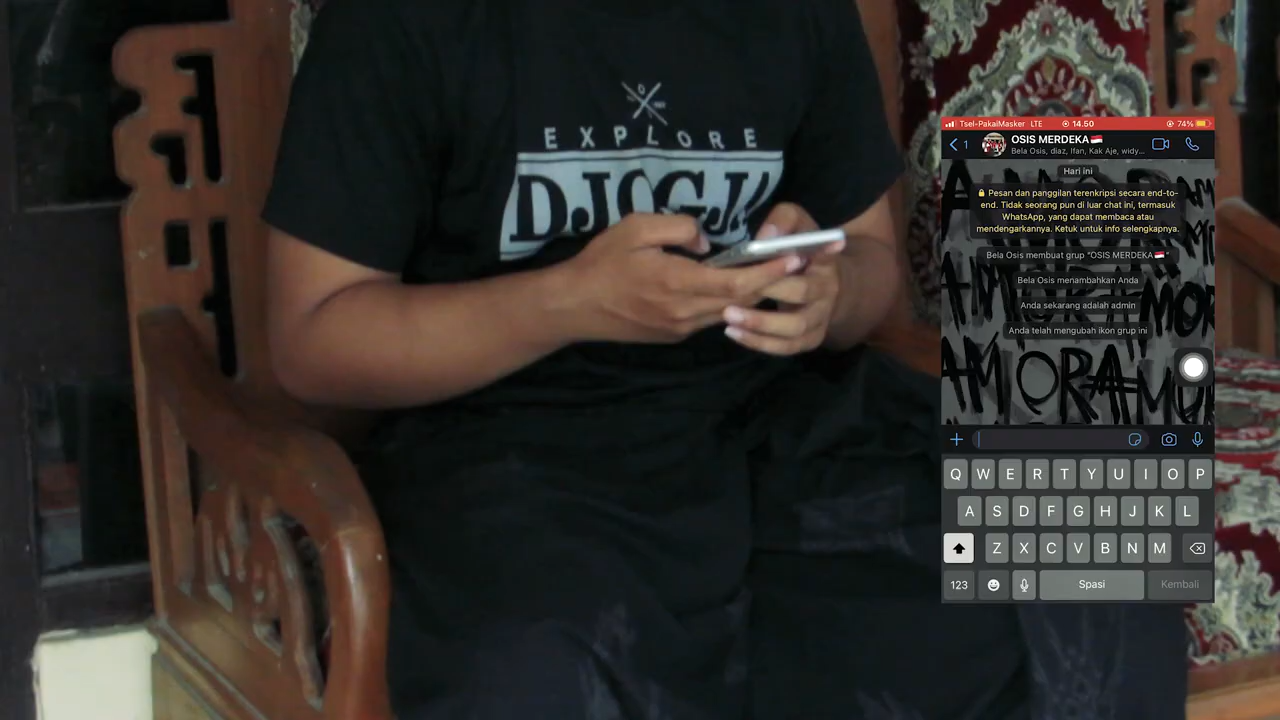 EXPLORE
DJOGJA
Tsel-PakaiMasker LTE 14.50 74%
1 OSIS MERDEKA🇮🇩
Bela Osis, diaz, Ifan, Kak Aje, widy...
Hari ini
🔒 Pesan dan panggilan terenkripsi secara end-to-
end. Tidak seorang pun di luar chat ini, termasuk
WhatsApp, yang dapat membaca atau
mendengarkannya. Ketuk untuk info selengkapnya.
Bela Osis membuat grup "OSIS MERDEKA🇮🇩"
Bela Osis menambahkan Anda
Anda sekarang adalah admin
Anda telah mengubah ikon grup ini
Q W E R T Y U I O P
A S D F G H J K L
Z X C V B N M
123 Spasi Kembali